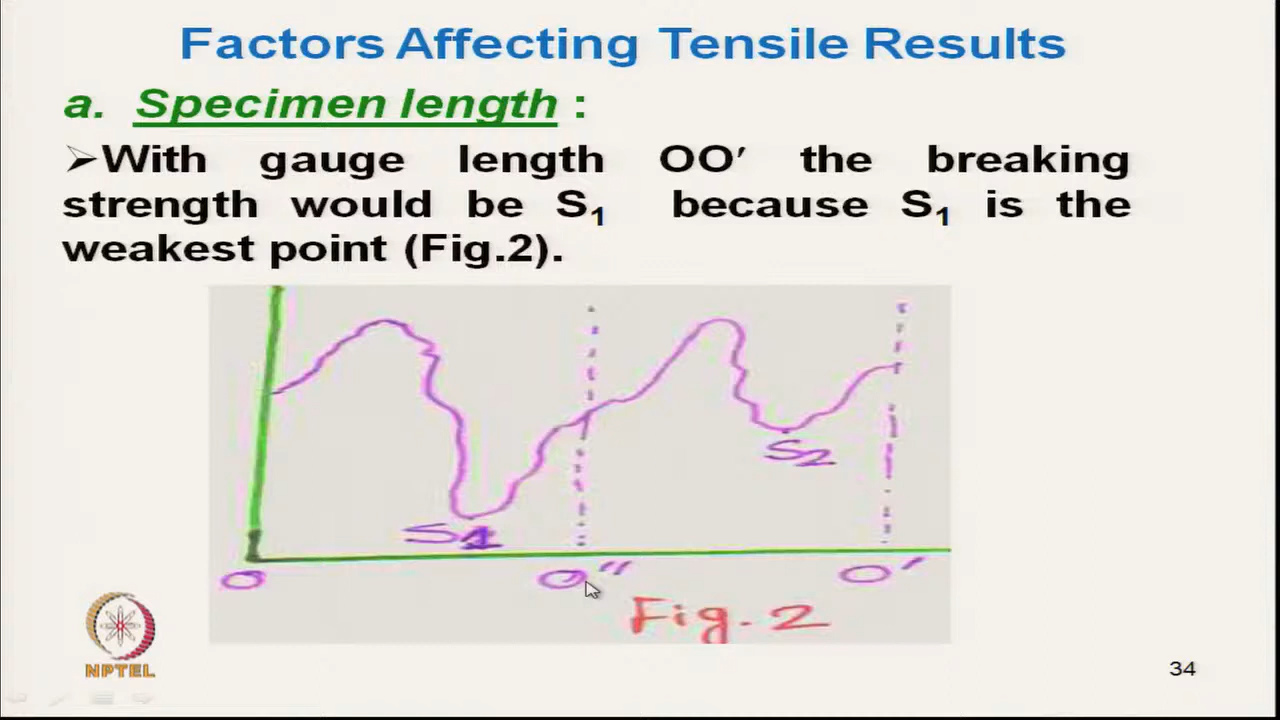 Factors Affecting Tensile Results
a. Specimen length :
➢With gauge length OO′ the breaking
strength would be S₁ because S₁ is the
weakest point (Fig.2).
S2
S1
O O″ O′
Fig. 2
NPTEL
34